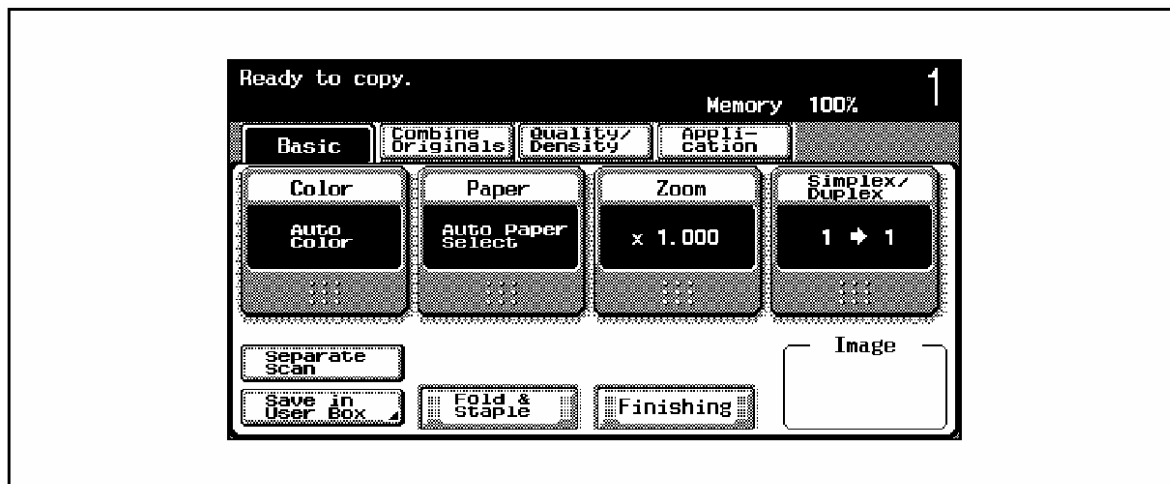 Ready to copy.
1
Memory 100%
Basic
Combine
Originals
Quality/
Density
Appli-
cation
Color
Paper
Zoom
Simplex/
Duplex
Auto
Color
Auto Paper
Select
x 1.000
1 ➔ 1
Separate
Scan
Image
Save in
User Box
Fold &
Staple
Finishing